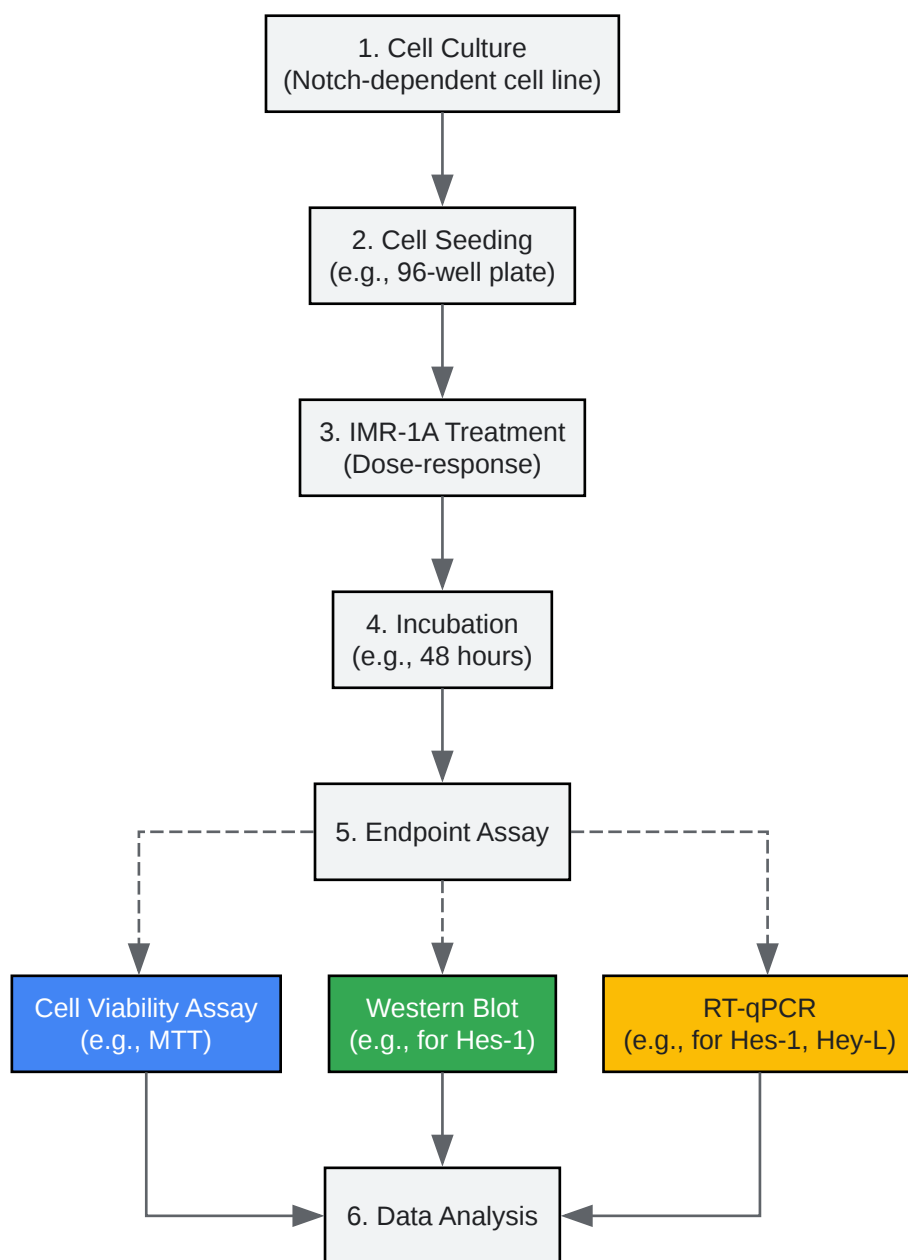 1. Cell Culture
(Notch-dependent cell line)
2. Cell Seeding
(e.g., 96-well plate)
3. IMR-1A Treatment
(Dose-response)
4. Incubation
(e.g., 48 hours)
5. Endpoint Assay
Cell Viability Assay
(e.g., MTT)
Western Blot
(e.g., for Hes-1)
RT-qPCR
(e.g., for Hes-1, Hey-L)
6. Data Analysis